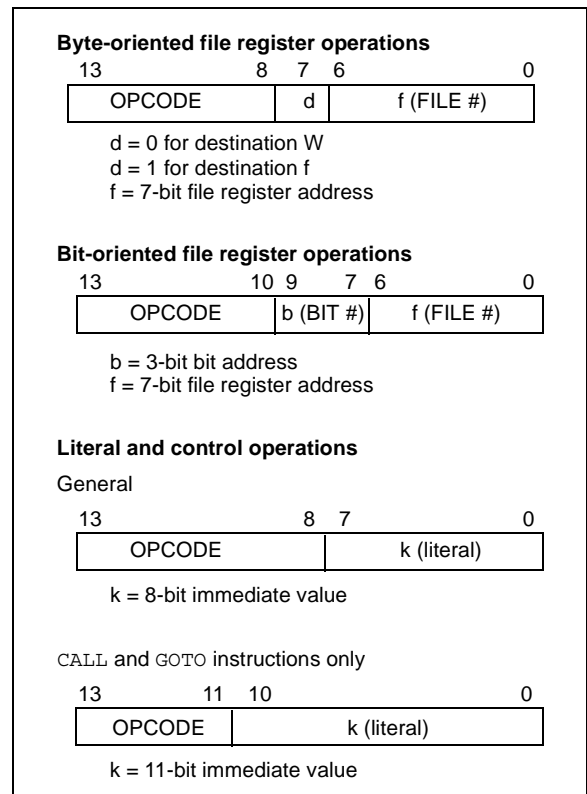 Byte-oriented file register operations
13 8 7 6 0
OPCODE d f (FILE #)
d = 0 for destination W
d = 1 for destination f
f = 7-bit file register address
Bit-oriented file register operations
13 10 9 7 6 0
OPCODE b (BIT #) f (FILE #)
b = 3-bit bit address
f = 7-bit file register address
Literal and control operations
General
13 8 7 0
OPCODE k (literal)
k = 8-bit immediate value
CALL and GOTO instructions only
13 11 10 0
OPCODE k (literal)
k = 11-bit immediate value